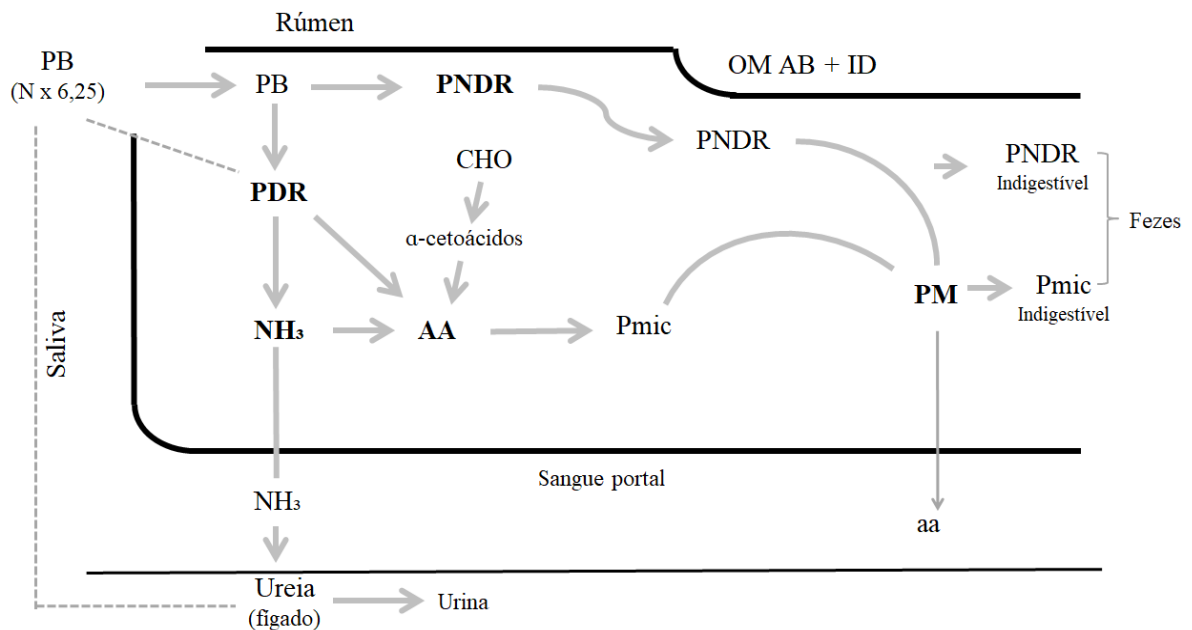 Rúmen
PB
(N x 6,25)
PB
PNDR
OM AB + ID
PNDR
PNDR
Indigestível
CHO
PDR
α-cetoácidos
Fezes
PM
Pmic
Indigestível
NH₃
AA
Pmic
Saliva
Sangue portal
NH₃
aa
Ureia
(fígado)
Urina